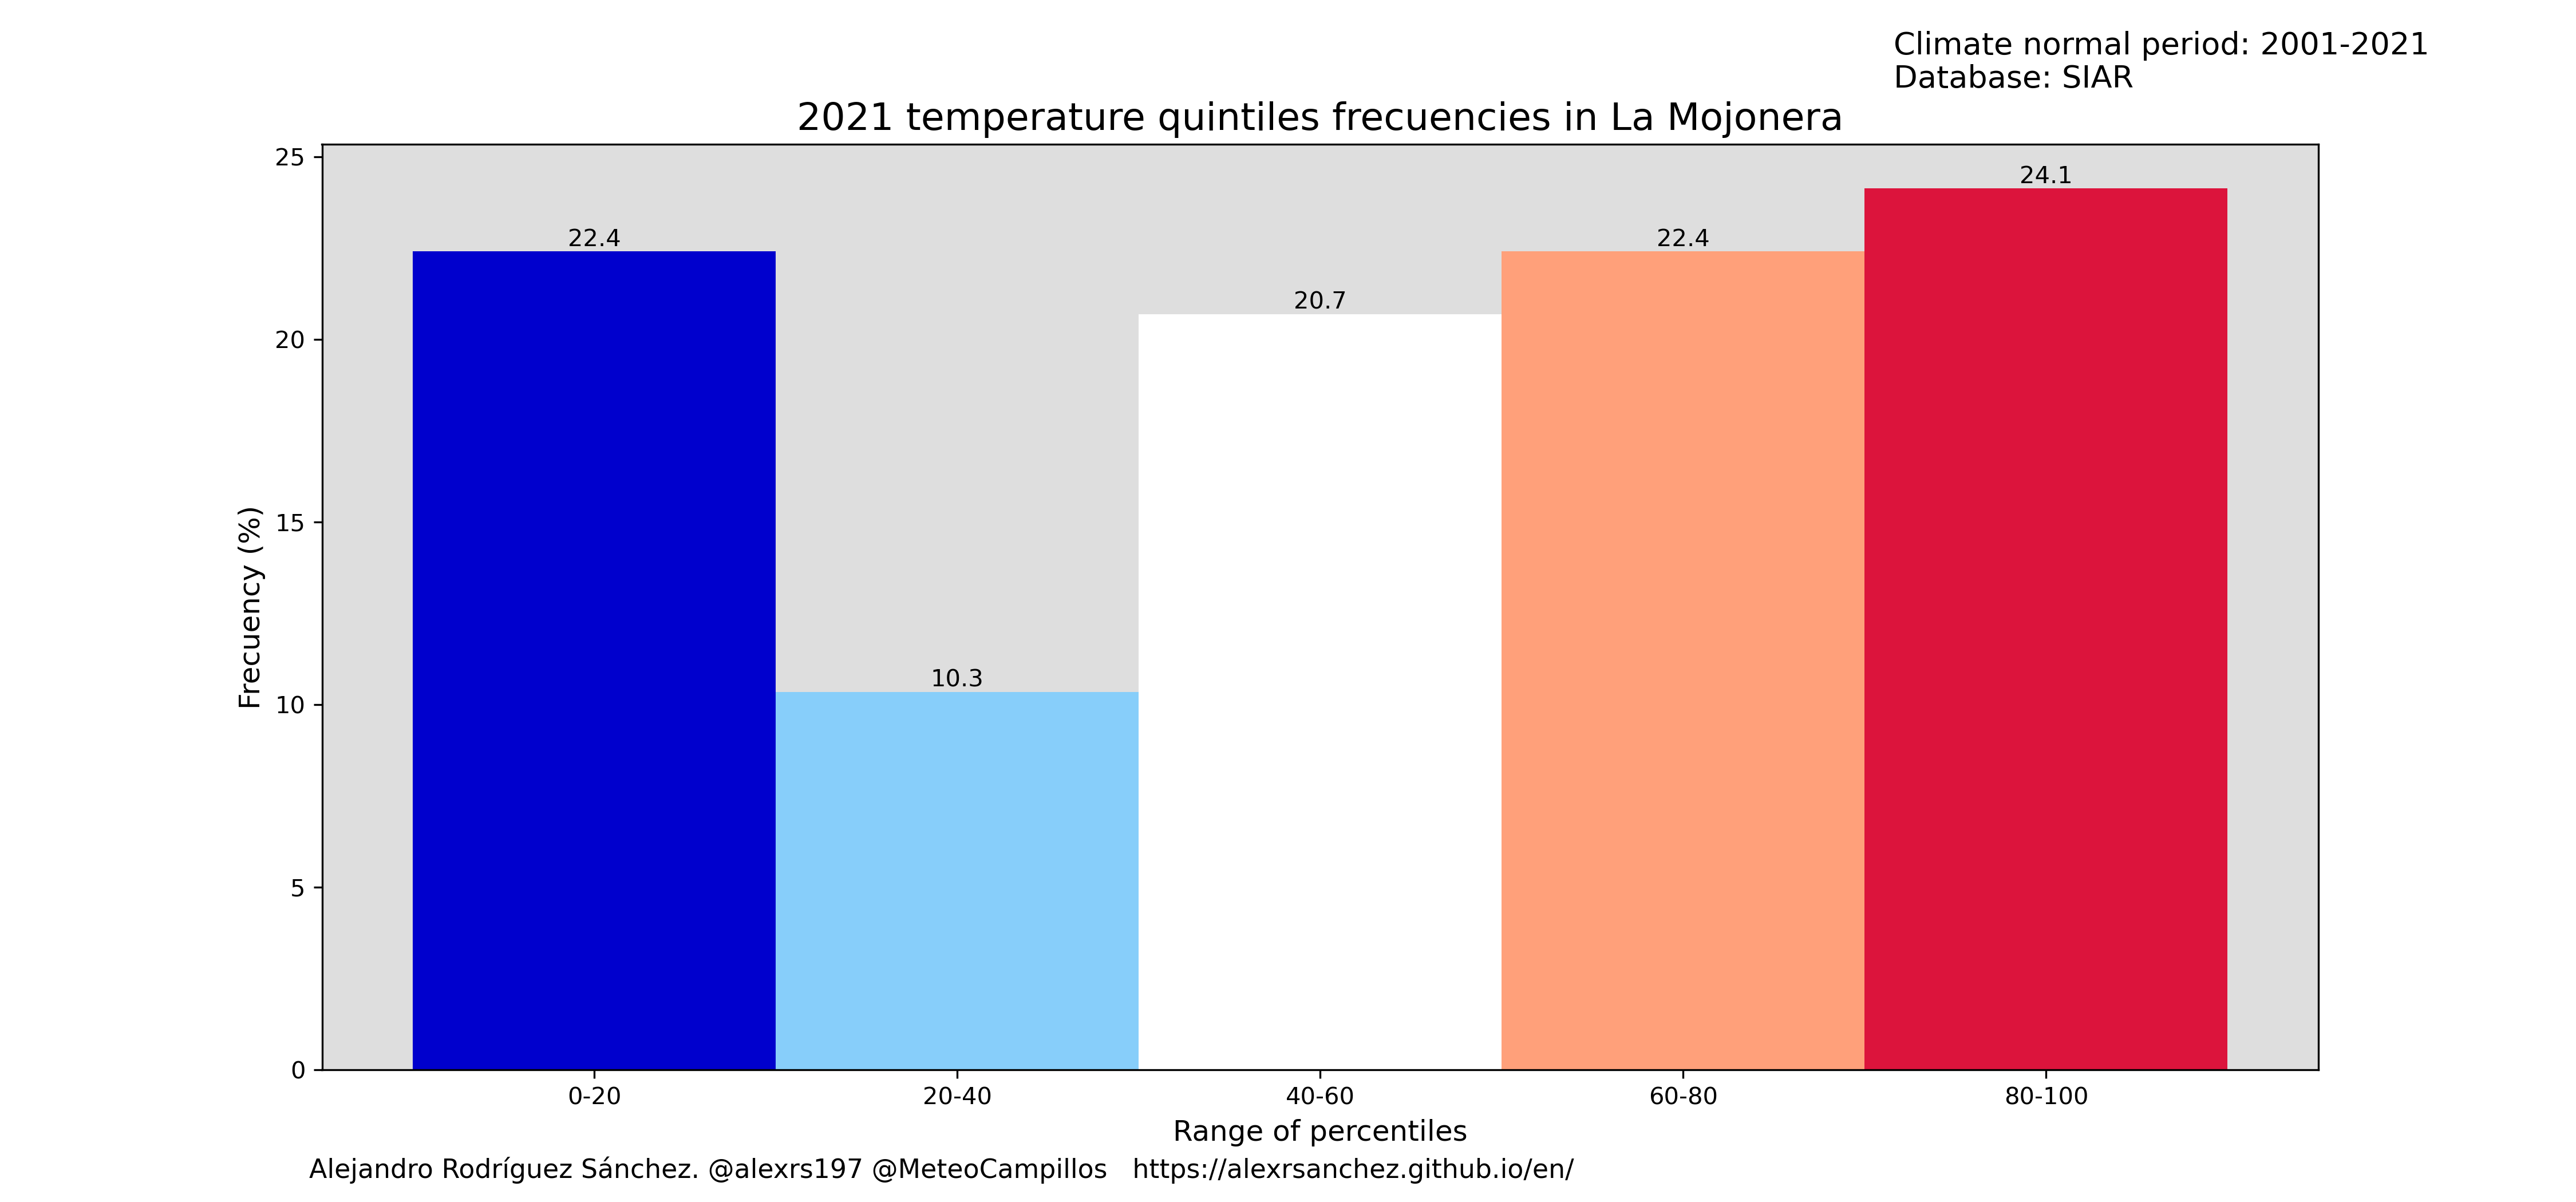 Climate normal period: 2001-2021
Database: SIAR
2021 temperature quintiles frecuencies in La Mojonera
25
20
15
10
5
0
Frecuency (%)
22.4
10.3
20.7
22.4
24.1
0-20
20-40
40-60
60-80
80-100
Range of percentiles
Alejandro Rodríguez Sánchez. @alexrs197 @MeteoCampillos https://alexrsanchez.github.io/en/